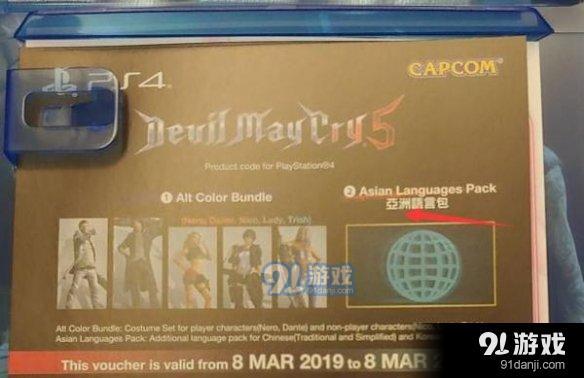 PS4
CAPCOM
Devil May Cry 5
Product code for PlayStation®4
1 Alt Color Bundle
2 Asian Languages Pack
亞洲語言包
(Nero, Dante, Nico, Lady, Trish)
91游戏
91danji.com
Alt Color Bundle: Costume Set for player characters(Nero, Dante) and non-player characters(Nico,
Asian Languages Pack: Additional language pack for Chinese(Traditional and Simplified) and
This voucher is valid from 8 MAR 2019 to 8 MAR
91游戏
91danji.com